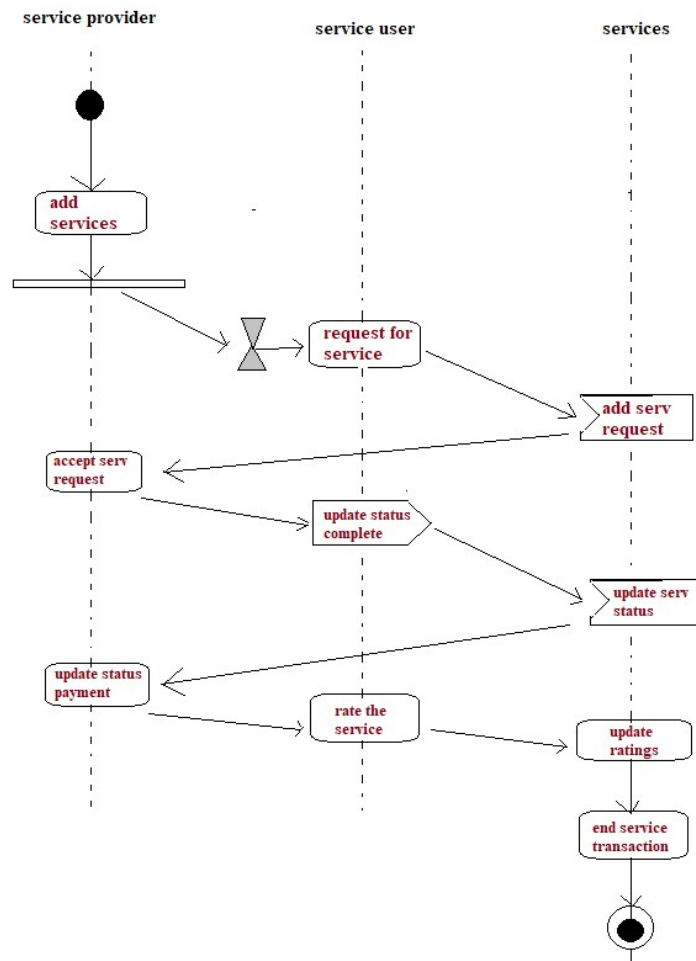 service provider
service user
services
add
services
request for
service
add serv
request
accept serv
request
update status
complete
update serv
status
update status
payment
rate the
service
update
ratings
end service
transaction